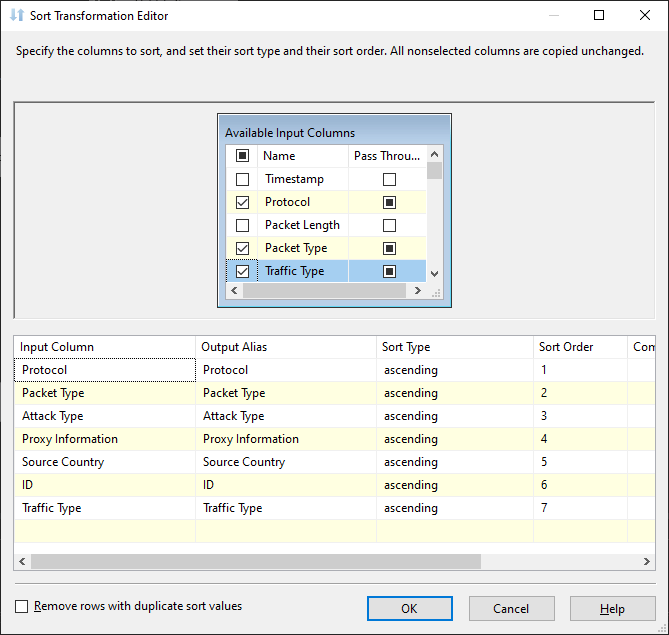 Sort Transformation Editor
Specify the columns to sort, and set their sort type and their sort order. All nonselected columns are copied unchanged.
Available Input Columns
Name Pass Throu...
Timestamp
Protocol
Packet Length
Packet Type
Traffic Type
Input Column Output Alias Sort Type Sort Order Com
Protocol Protocol ascending 1
Packet Type Packet Type ascending 2
Attack Type Attack Type ascending 3
Proxy Information Proxy Information ascending 4
Source Country Source Country ascending 5
ID ID ascending 6
Traffic Type Traffic Type ascending 7
Remove rows with duplicate sort values OK Cancel Help